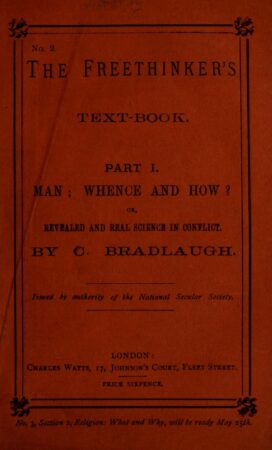 No. 2.
THE FREETHINKER'S
TEXT-BOOK.
PART I.
MAN; WHENCE AND HOW?
OR,
REVEALED AND REAL SCIENCE IN CONFLICT.
BY C. BRADLAUGH.
Issued by authority of the National Secular Society.
LONDON:
CHARLES WATTS, 17, JOHNSON'S COURT, FLEET STREET.
PRICE SIXPENCE.
No. 3, Section 2, Religion: What and Why, will be ready May 25th.